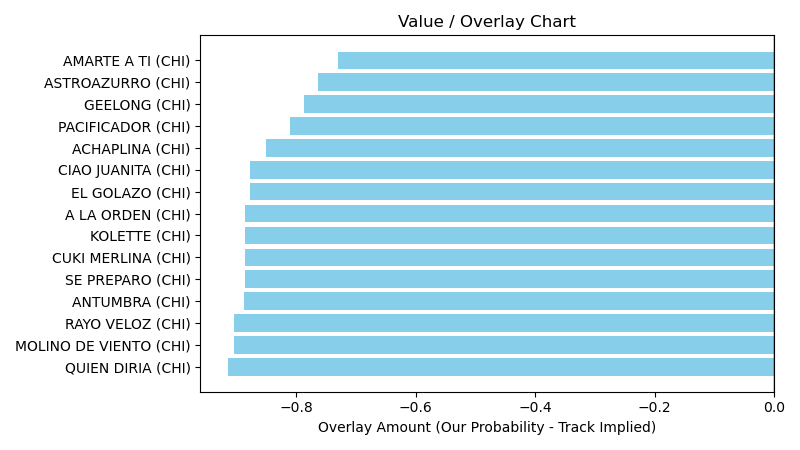 Value / Overlay Chart
AMARTE A TI (CHI)
ASTROAZURRO (CHI)
GEELONG (CHI)
PACIFICADOR (CHI)
ACHAPLINA (CHI)
CIAO JUANITA (CHI)
EL GOLAZO (CHI)
A LA ORDEN (CHI)
KOLETTE (CHI)
CUKI MERLINA (CHI)
SE PREPARO (CHI)
ANTUMBRA (CHI)
RAYO VELOZ (CHI)
MOLINO DE VIENTO (CHI)
QUIEN DIRIA (CHI)
−0.8 −0.6 −0.4 −0.2 0.0
Overlay Amount (Our Probability - Track Implied)